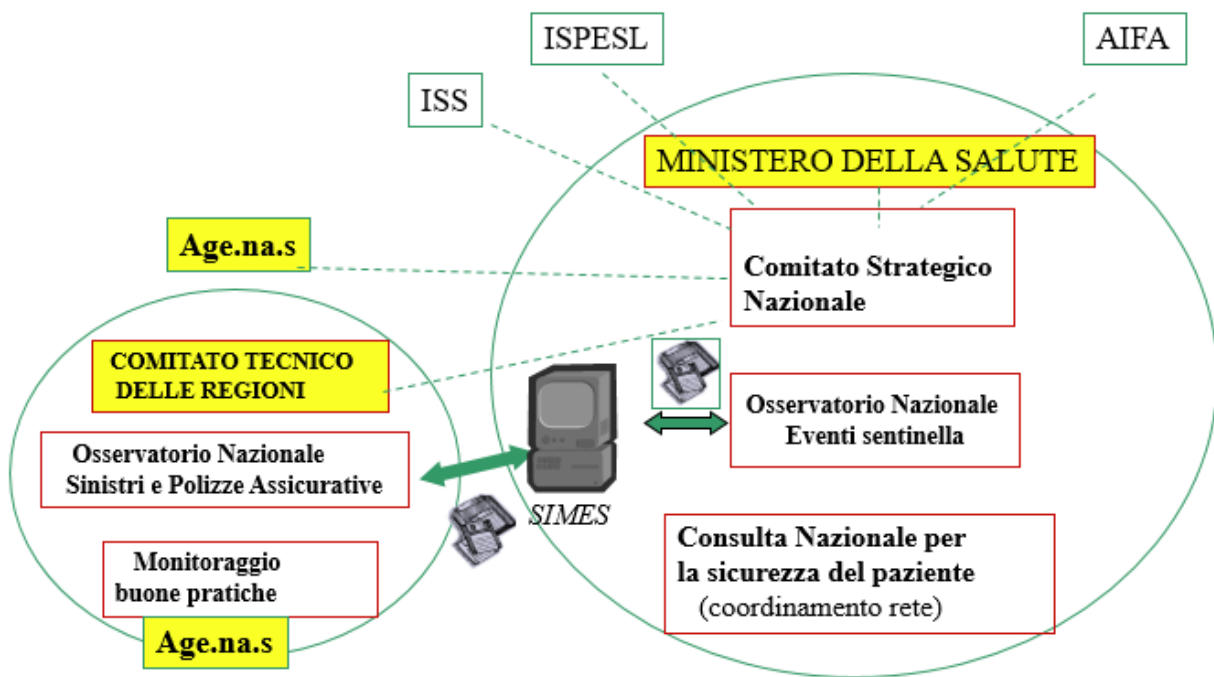 ISPESL
AIFA
ISS
MINISTERO DELLA SALUTE
Age.na.s
Comitato Strategico
Nazionale
COMITATO TECNICO
DELLE REGIONI
Osservatorio Nazionale
Eventi sentinella
Osservatorio Nazionale
Sinistri e Polizze Assicurative
SIMES
Consulta Nazionale per
la sicurezza del paziente
(coordinamento rete)
Monitoraggio
buone pratiche
Age.na.s